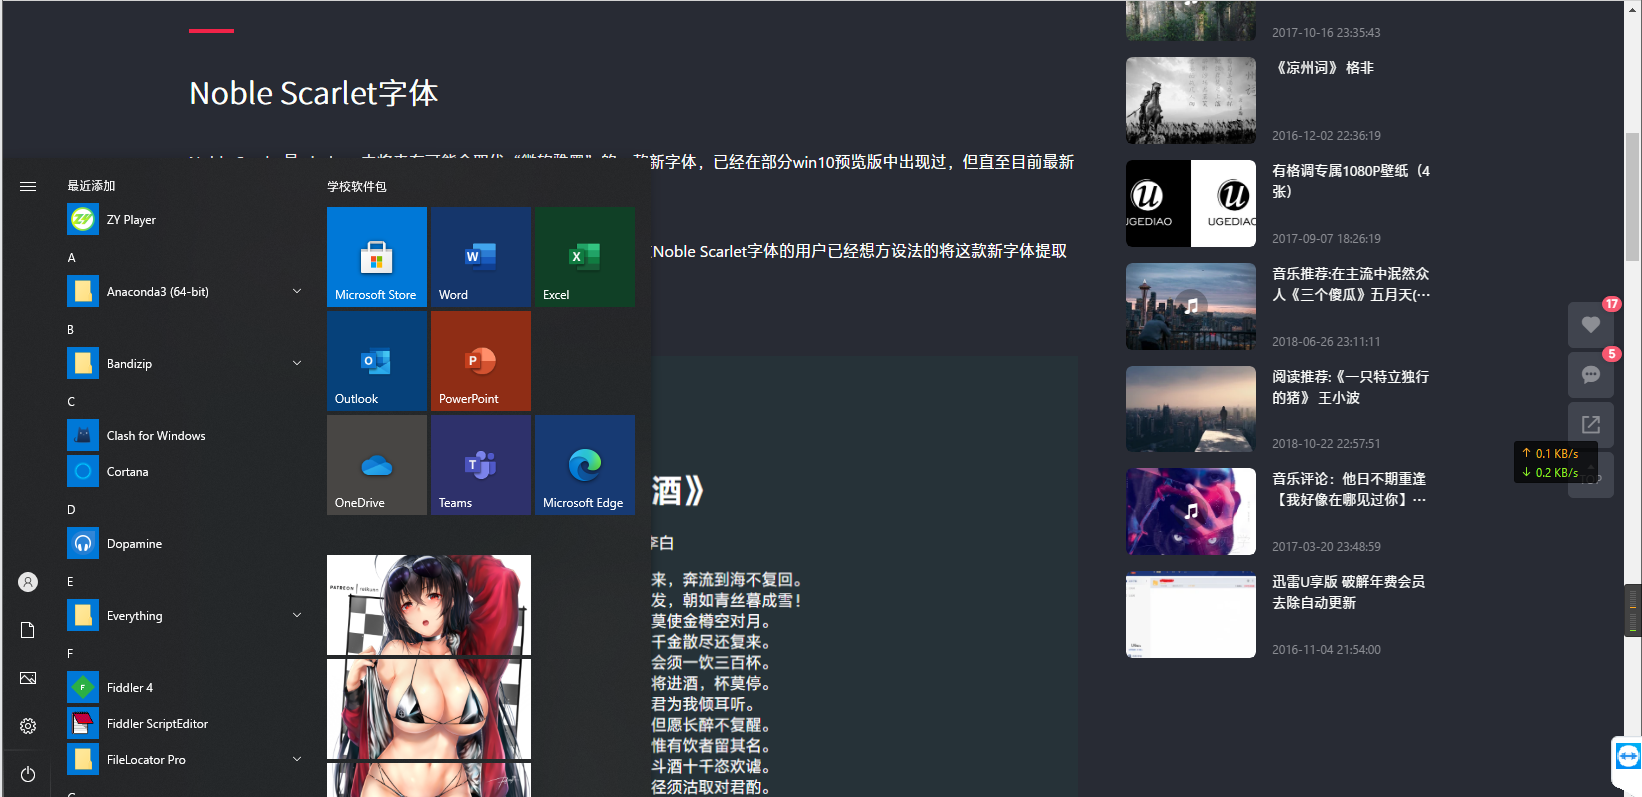 Noble Scarlet字体
款新字体，已经在部分win10预览版中出现过，但直至目前最新
Noble Scarlet字体的用户已经想方设法的将这款新字体提取
酒》
李白
来，奔流到海不复回。
发，朝如青丝暮成雪！
莫使金樽空对月。
千金散尽还复来。
会须一饮三百杯。
将进酒，杯莫停。
君为我倾耳听。
但愿长醉不复醒。
惟有饮者留其名。
斗酒十千恣欢谑。
径须沽取对君酌。
最近添加
ZY Player
A
Anaconda3 (64-bit)
B
Bandizip
C
Clash for Windows
Cortana
D
Dopamine
E
Everything
F
Fiddler 4
Fiddler ScriptEditor
FileLocator Pro
学校软件包
Microsoft Store
Word
Excel
Outlook
PowerPoint
OneDrive
Teams
Microsoft Edge
PATREON
2017-10-16 23:35:43
《凉州词》 格非
2016-12-02 22:36:19
UGEDIAO
UGEDIAO
有格调专属1080P壁纸（4
张）
2017-09-07 18:26:19
音乐推荐:在主流中泯然众
人《三个傻瓜》五月天(…
2018-06-26 23:11:11
阅读推荐:《一只特立独行
的猪》 王小波
2018-10-22 22:57:51
音乐评论：他日不期重逢
【我好像在哪见过你】…
2017-03-20 23:48:59
迅雷U享版 破解年费会员
去除自动更新
2016-11-04 21:54:00
17
5
↑ 0.1 KB/s
↓ 0.2 KB/s
TOP